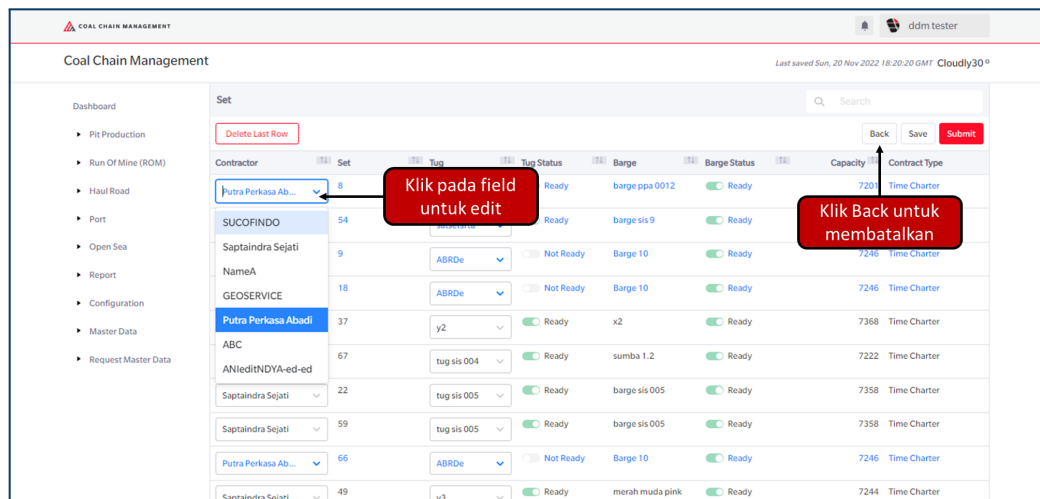 COAL CHAIN MANAGEMENT
ddm tester
Coal Chain Management
Last saved Sun, 20 Nov 2022 18:20:20 GMT Cloudly30 °
Dashboard
Pit Production
Run Of Mine (ROM)
Haul Road
Port
Open Sea
Report
Configuration
Master Data
Request Master Data
Set
Search
Delete Last Row
Back Save Submit
Contractor Set Tug Tug Status Barge Barge Status Capacity Contract Type
Putra Perkasa Ab... 8 Ready barge ppa 0012 Ready 7201 Time Charter
Klik pada field
untuk edit
Klik Back untuk
membatalkan
SUCOFINDO
Saptaindra Sejati
NameA
GEOSERVICE
Putra Perkasa Abadi
ABC
ANIeditNDYA-ed-ed
54 Ready barge sis 9 Ready
9 ABRDe Not Ready Barge 10 Ready 7246 Time Charter
18 ABRDe Not Ready Barge 10 Ready 7246 Time Charter
37 y2 Ready x2 Ready 7368 Time Charter
67 tug sis 004 Ready sumba 1.2 Ready 7222 Time Charter
Saptaindra Sejati 22 tug sis 005 Ready barge sis 005 Ready 7358 Time Charter
Saptaindra Sejati 59 tug sis 005 Ready barge sis 005 Ready 7358 Time Charter
Putra Perkasa Ab... 66 ABRDe Not Ready Barge 10 Ready 7246 Time Charter
Saptaindra Sejati 49 y3 Ready merah muda pink Ready 7244 Time Charter